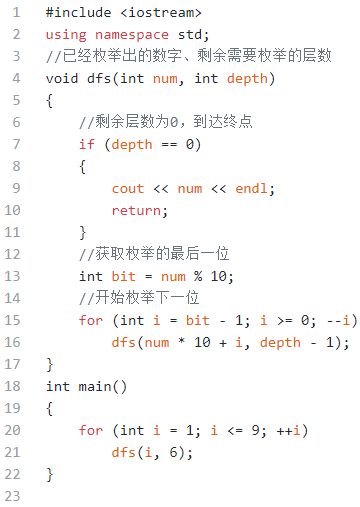 1 #include <iostream>
2 using namespace std;
3 //已经枚举出的数字、剩余需要枚举的层数
4 void dfs(int num, int depth)
5 {
6     //剩余层数为0，到达终点
7     if (depth == 0)
8     {
9         cout << num << endl;
10         return;
11     }
12     //获取枚举的最后一位
13     int bit = num % 10;
14     //开始枚举下一位
15     for (int i = bit - 1; i >= 0; --i)
16         dfs(num * 10 + i, depth - 1);
17 }
18 int main()
19 {
20     for (int i = 1; i <= 9; ++i)
21         dfs(i, 6);
22 }
23